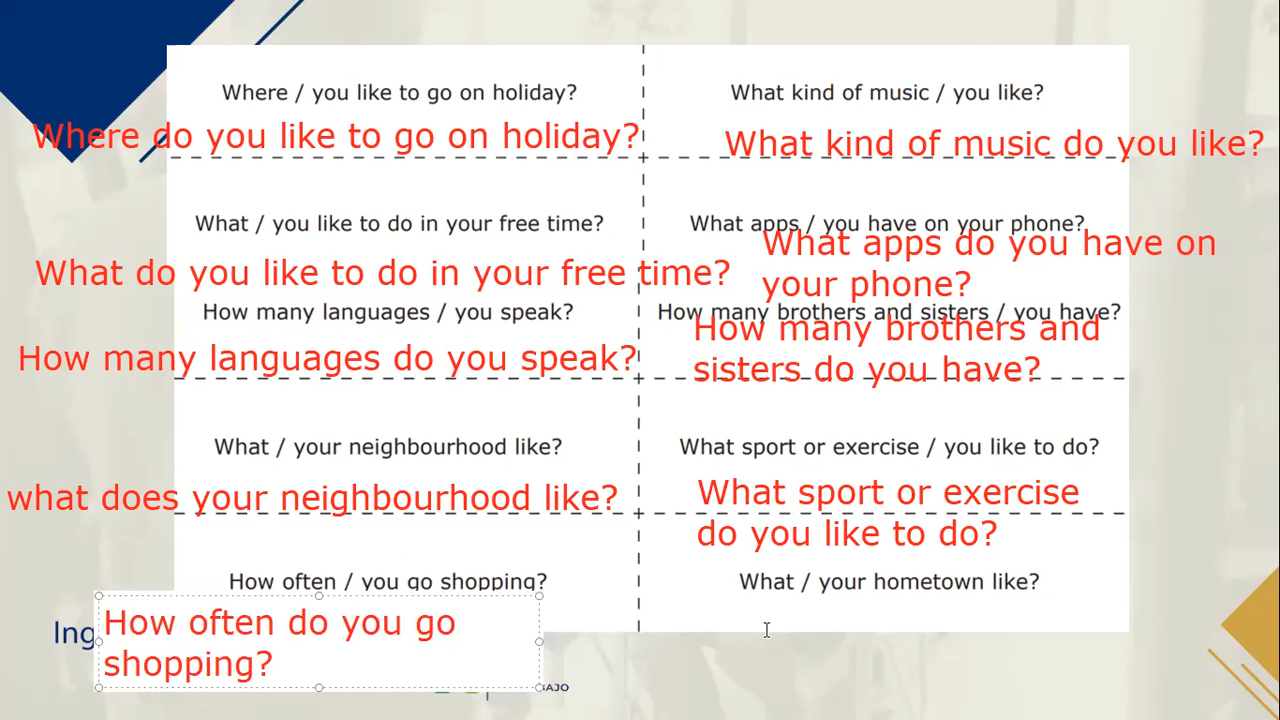 Where / you like to go on holiday?
What kind of music / you like?
Where do you like to go on holiday?
What kind of music do you like?
What / you like to do in your free time?
What apps / you have on your phone?
What do you like to do in your free time?
What apps do you have on
your phone?
How many languages / you speak?
How many brothers and sisters / you have?
How many languages do you speak?
How many brothers and
sisters do you have?
What / your neighbourhood like?
What sport or exercise / you like to do?
what does your neighbourhood like?
What sport or exercise
do you like to do?
How often / you go shopping?
What / your hometown like?
How often do you go
shopping?
Ing
AJO